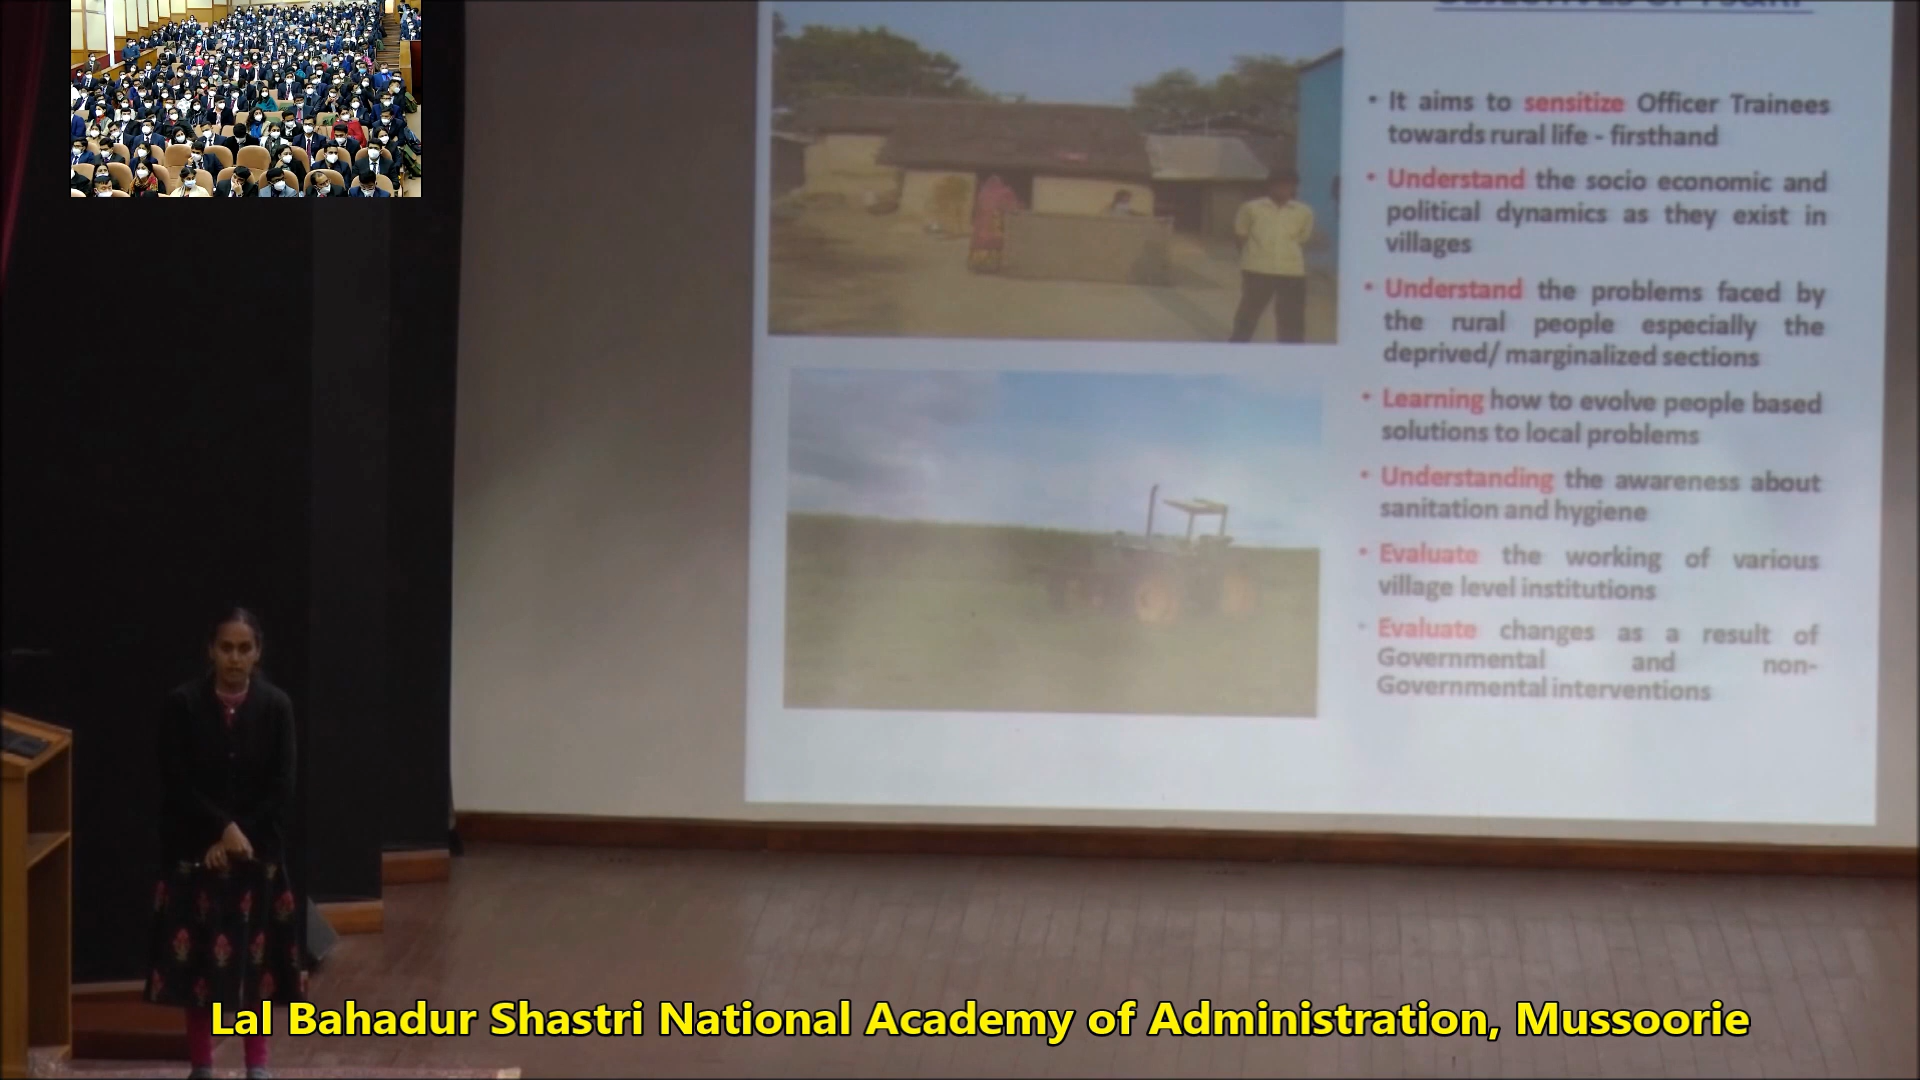 OBJECTIVES OF
• It aims to sensitize Officer Trainees
towards rural life - firsthand
• Understand the socio economic and
political dynamics as they exist in
villages
• Understand the problems faced by
the rural people especially the
deprived/ marginalized sections
• Learning how to evolve people based
solutions to local problems
• Understanding the awareness about
sanitation and hygiene
• Evaluate the working of various
village level institutions
• Evaluate changes as a result of
Governmental and non-
Governmental interventions
Lal Bahadur Shastri National Academy of Administration, Mussoorie